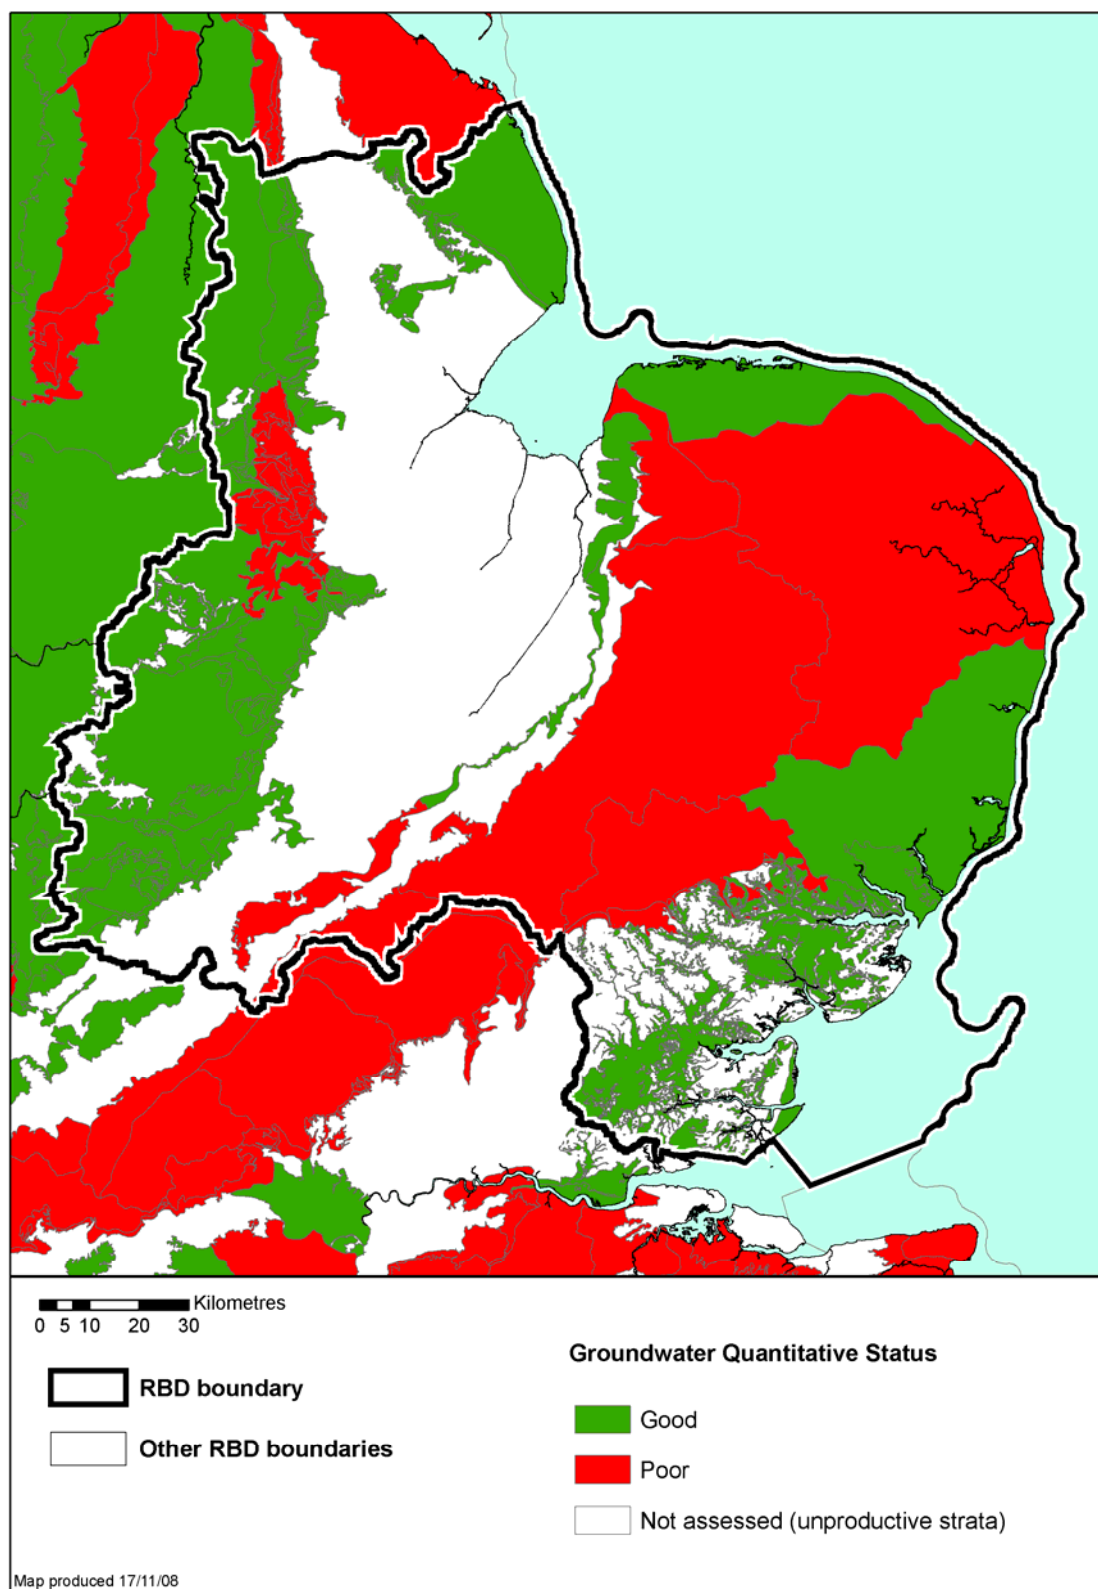 Kilometres
0 5 10 20 30
RBD boundary
Other RBD boundaries
Groundwater Quantitative Status
Good
Poor
Not assessed (unproductive strata)
Map produced 17/11/08